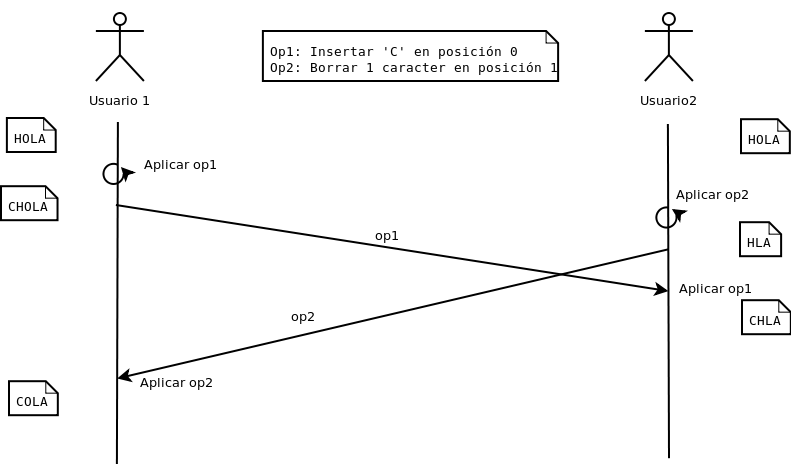 Op1: Insertar 'C' en posición 0
Op2: Borrar 1 caracter en posición 1
Usuario 1
Usuario2
HOLA
HOLA
Aplicar op1
CHOLA
Aplicar op2
op1
HLA
Aplicar op1
op2
CHLA
Aplicar op2
COLA